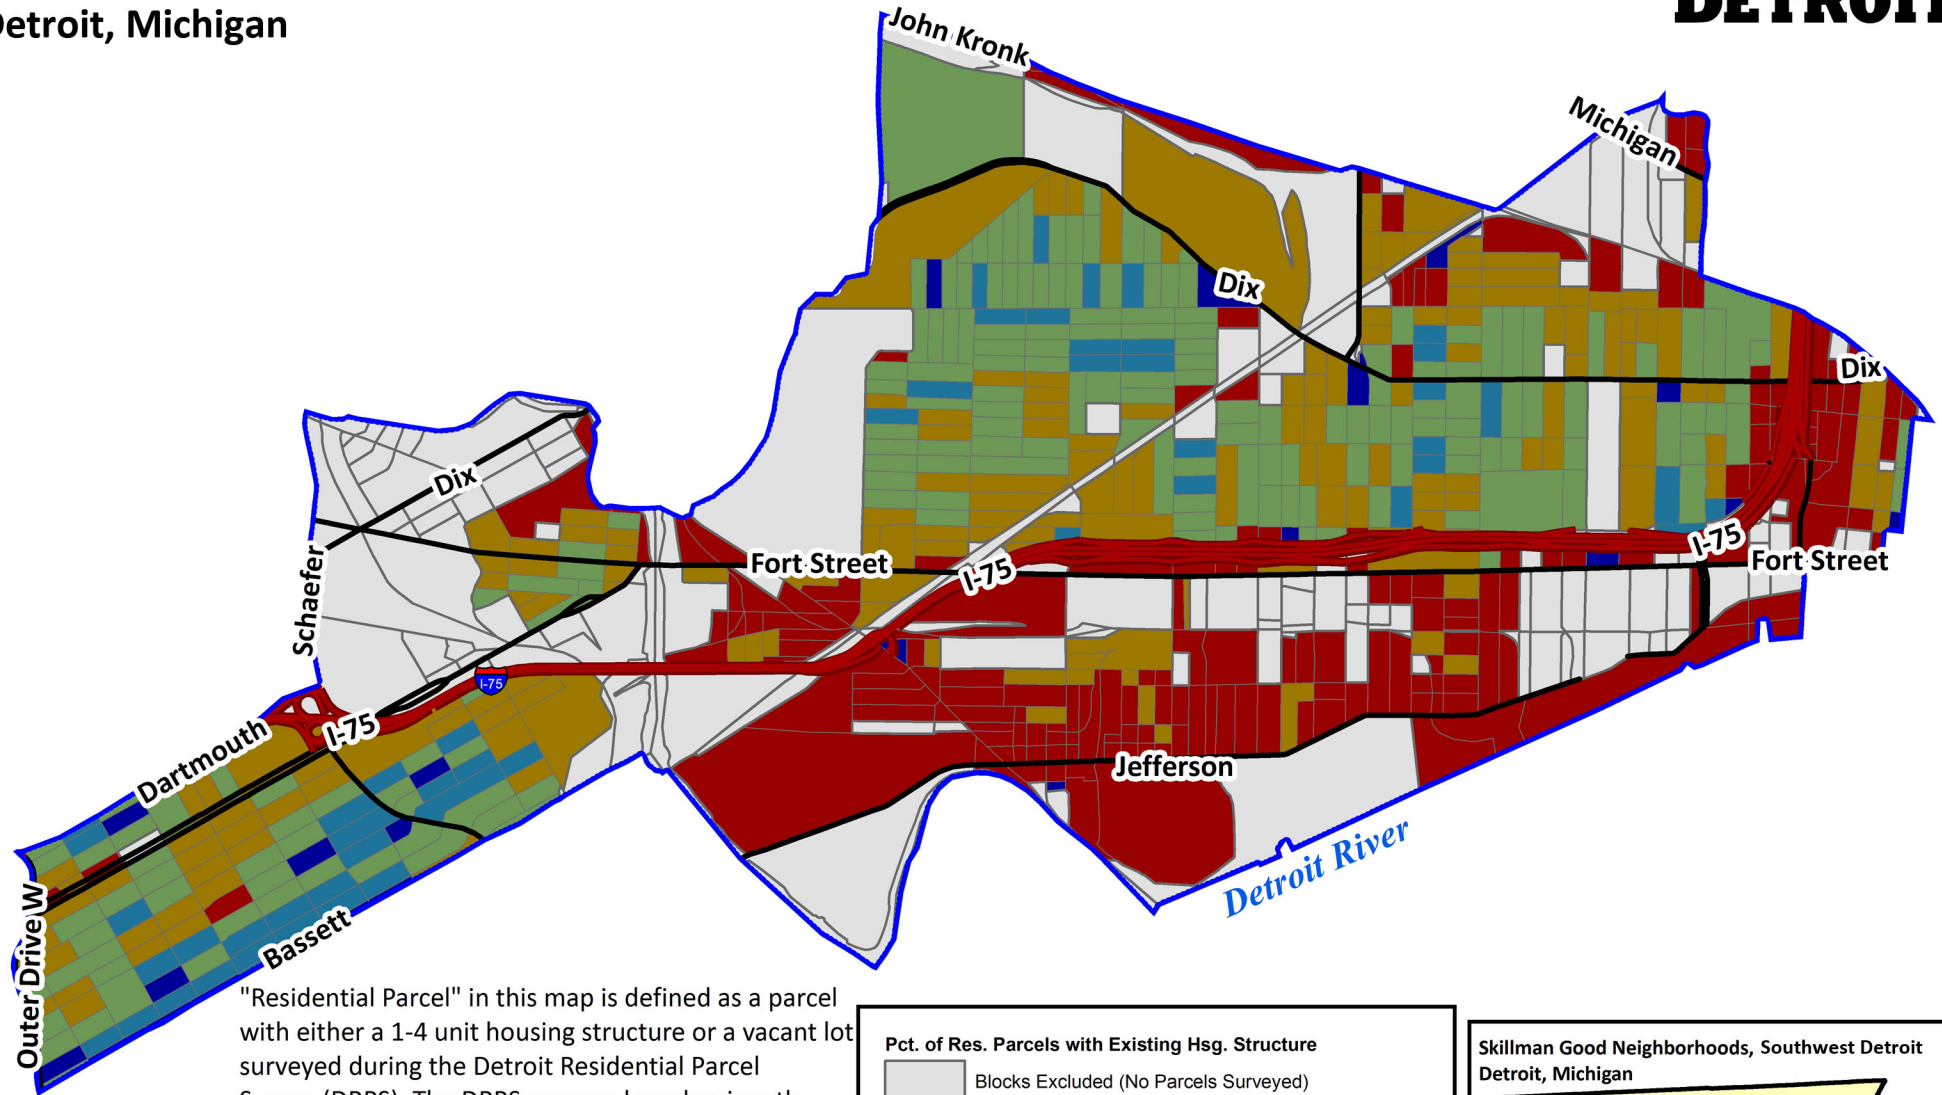 Detroit, Michigan
DETROIT
John Kronk
Michigan
Dix
Dix
Dix
Schaefer
Fort Street
I-75
I-75
Fort Street
I-75
Dartmouth
I-75
Jefferson
Detroit River
Outer Drive W
Bassett
"Residential Parcel" in this map is defined as a parcel
with either a 1-4 unit housing structure or a vacant lot
surveyed during the Detroit Residential Parcel
Pct. of Res. Parcels with Existing Hsg. Structure
Blocks Excluded (No Parcels Surveyed)
Skillman Good Neighborhoods, Southwest Detroit
Detroit, Michigan